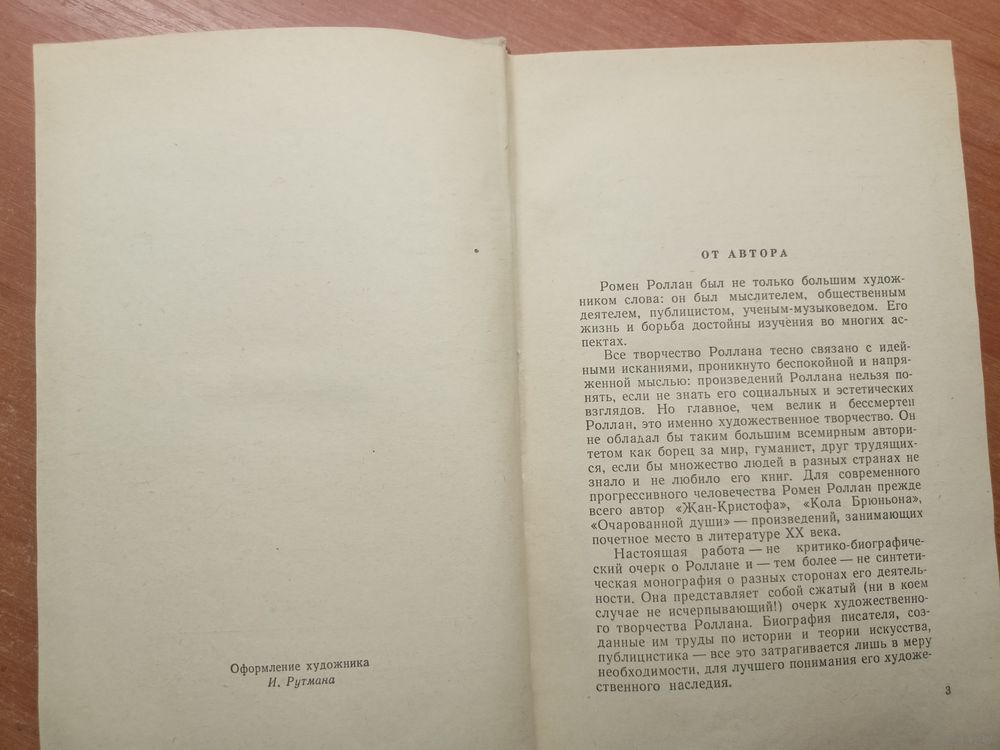 Оформление художника
И. Рутмана
ОТ АВТОРА
Ромен Роллан был не только большим худож-
ником слова: он был мыслителем, общественным
деятелем, публицистом, ученым-музыковедом. Его
жизнь и борьба достойны изучения во многих ас-
пектах.
Все творчество Роллана тесно связано с идей-
ными исканиями, проникнуто беспокойной и напря-
женной мыслью: произведений Роллана нельзя по-
нять, если не знать его социальных и эстетических
взглядов. Но главное, чем велик и бессмертен
Роллан, это именно художественное творчество. Он
не обладал бы таким большим всемирным автори-
тетом как борец за мир, гуманист, друг трудящих-
ся, если бы множество людей в разных странах не
знало и не любило его книг. Для современного
прогрессивного человечества Ромен Роллан прежде
всего автор «Жан-Кристофа», «Кола Брюньона»,
«Очарованной души» — произведений, занимающих
почетное место в литературе XX века.
Настоящая работа — не критико-биографиче-
ский очерк о Роллане и — тем более — не синтети-
ческая монография о разных сторонах его деятель-
ности. Она представляет собой сжатый (ни в коем
случае не исчерпывающий!) очерк художественно-
го творчества Роллана. Биография писателя, соз-
данные им труды по истории и теории искусства,
публицистика — все это затрагивается лишь в меру
необходимости, для лучшего понимания его художе-
ственного наследия.
3